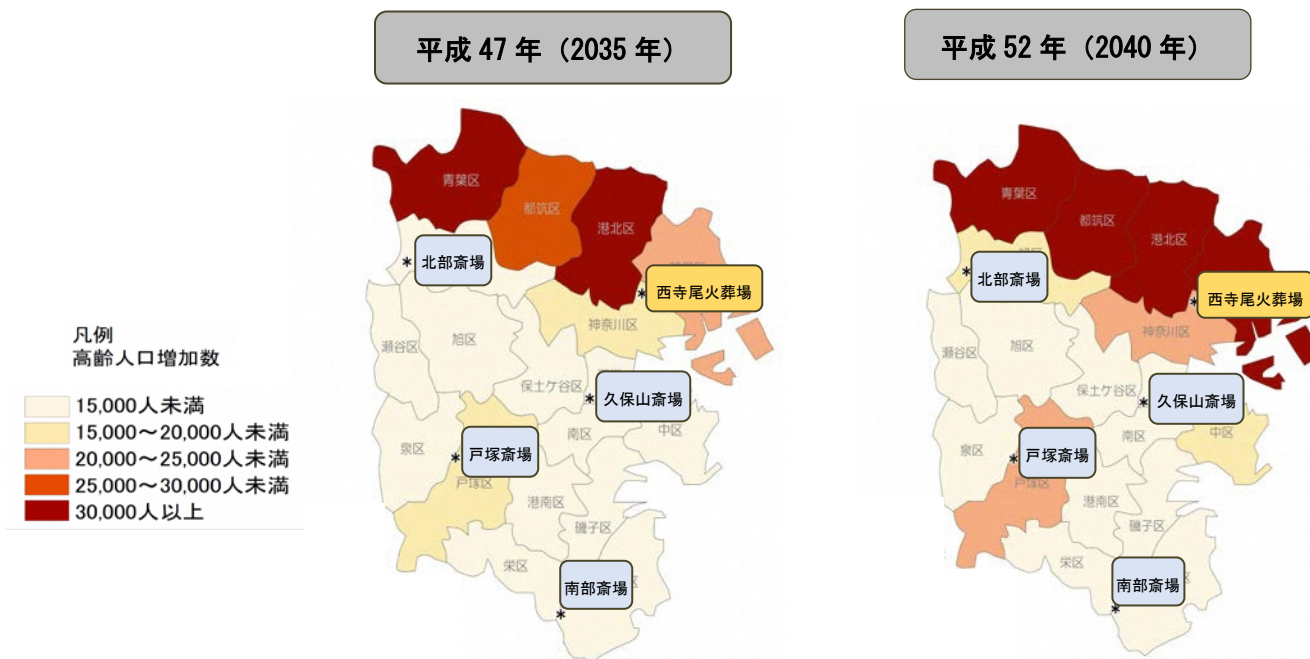 平成 47 年（2035 年）
平成 52 年（2040 年）
凡例
高齢人口増加数
15,000人未満
15,000～20,000人未満
20,000～25,000人未満
25,000～30,000人未満
30,000人以上
青葉区
都筑区
港北区
北部斎場
西寺尾火葬場
神奈川区
瀬谷区
旭区
保土ケ谷区
久保山斎場
泉区
戸塚斎場
南区
中区
戸塚区
港南区
磯子区
栄区
南部斎場
区
青葉区
都筑区
港北区
北部斎場
西寺尾火葬場
神奈川区
瀬谷区
旭区
保土ケ谷区
久保山斎場
泉区
戸塚斎場
南区
中区
戸塚区
港南区
磯子区
栄区
南部斎場
区